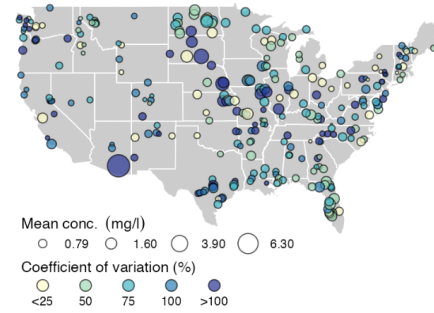 Mean conc. (mg/l)
0.79 1.60 3.90 6.30
Coefficient of variation (%)
<25 50 75 100 >100